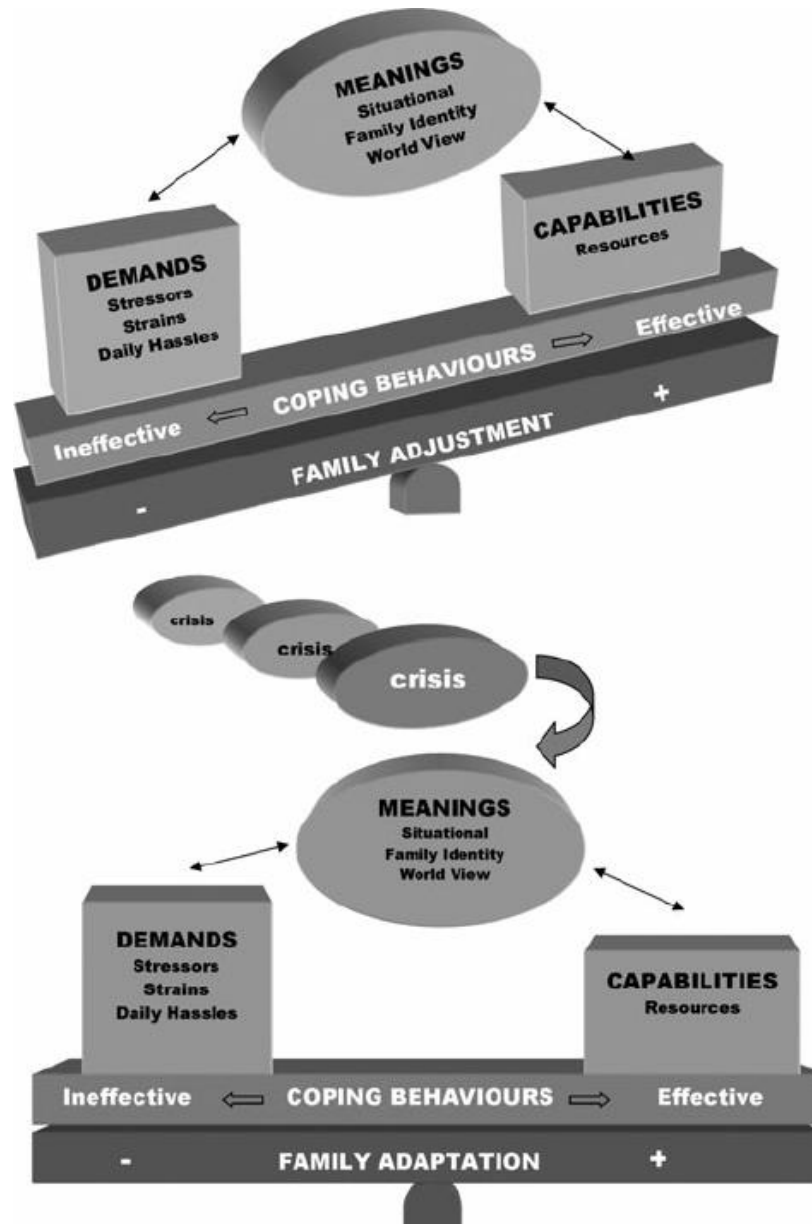 MEANINGS
Situational
Family Identity
World View
CAPABILITIES
Resources
DEMANDS
Stressors
Strains
Daily Hassles
Ineffective
COPING BEHAVIOURS
Effective
-
FAMILY ADJUSTMENT
+
crisis
crisis
crisis
MEANINGS
Situational
Family Identity
World View
DEMANDS
Stressors
Strains
Daily Hassles
CAPABILITIES
Resources
Ineffective
COPING BEHAVIOURS
Effective
-
FAMILY ADAPTATION
+